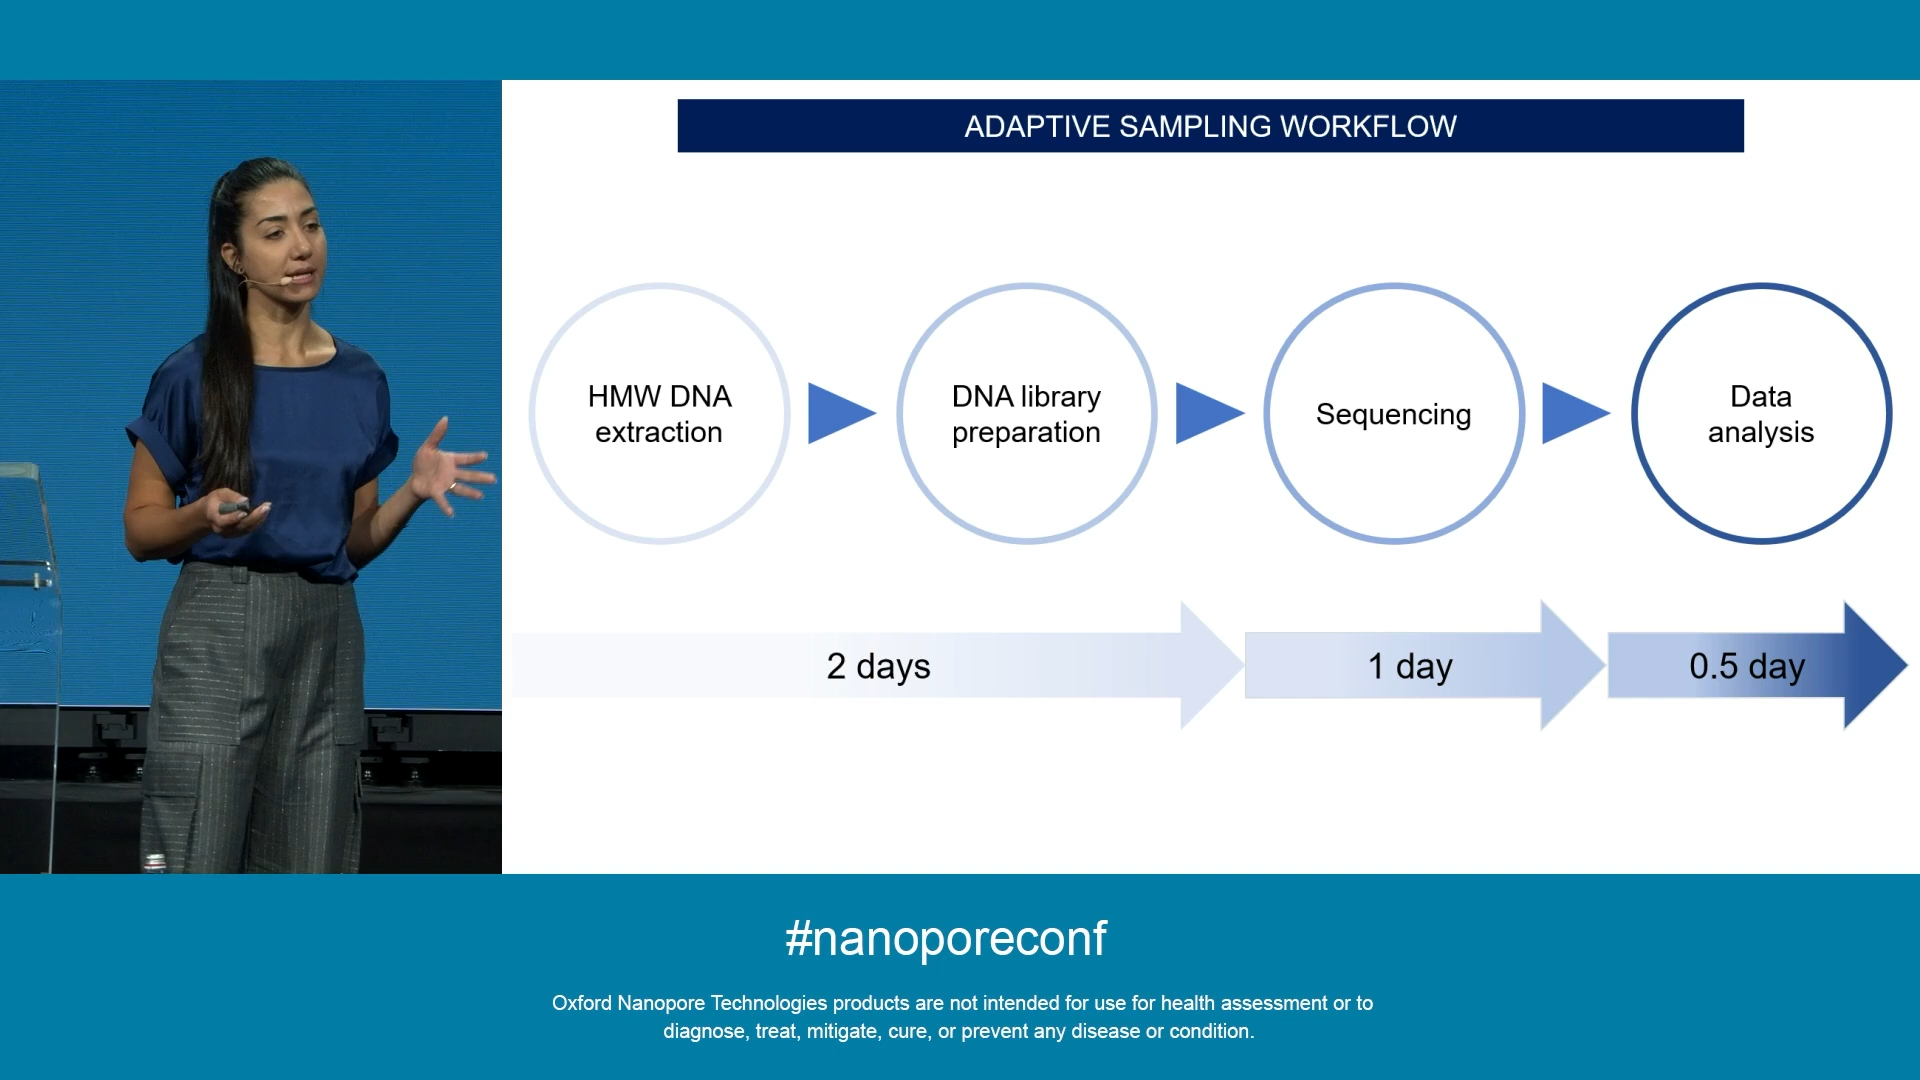 ADAPTIVE SAMPLING WORKFLOW
HMW DNA
extraction
DNA library
preparation
Sequencing
Data
analysis
2 days
1 day
0.5 day
#nanoporeconf
Oxford Nanopore Technologies products are not intended for use for health assessment or to
diagnose, treat, mitigate, cure, or prevent any disease or condition.